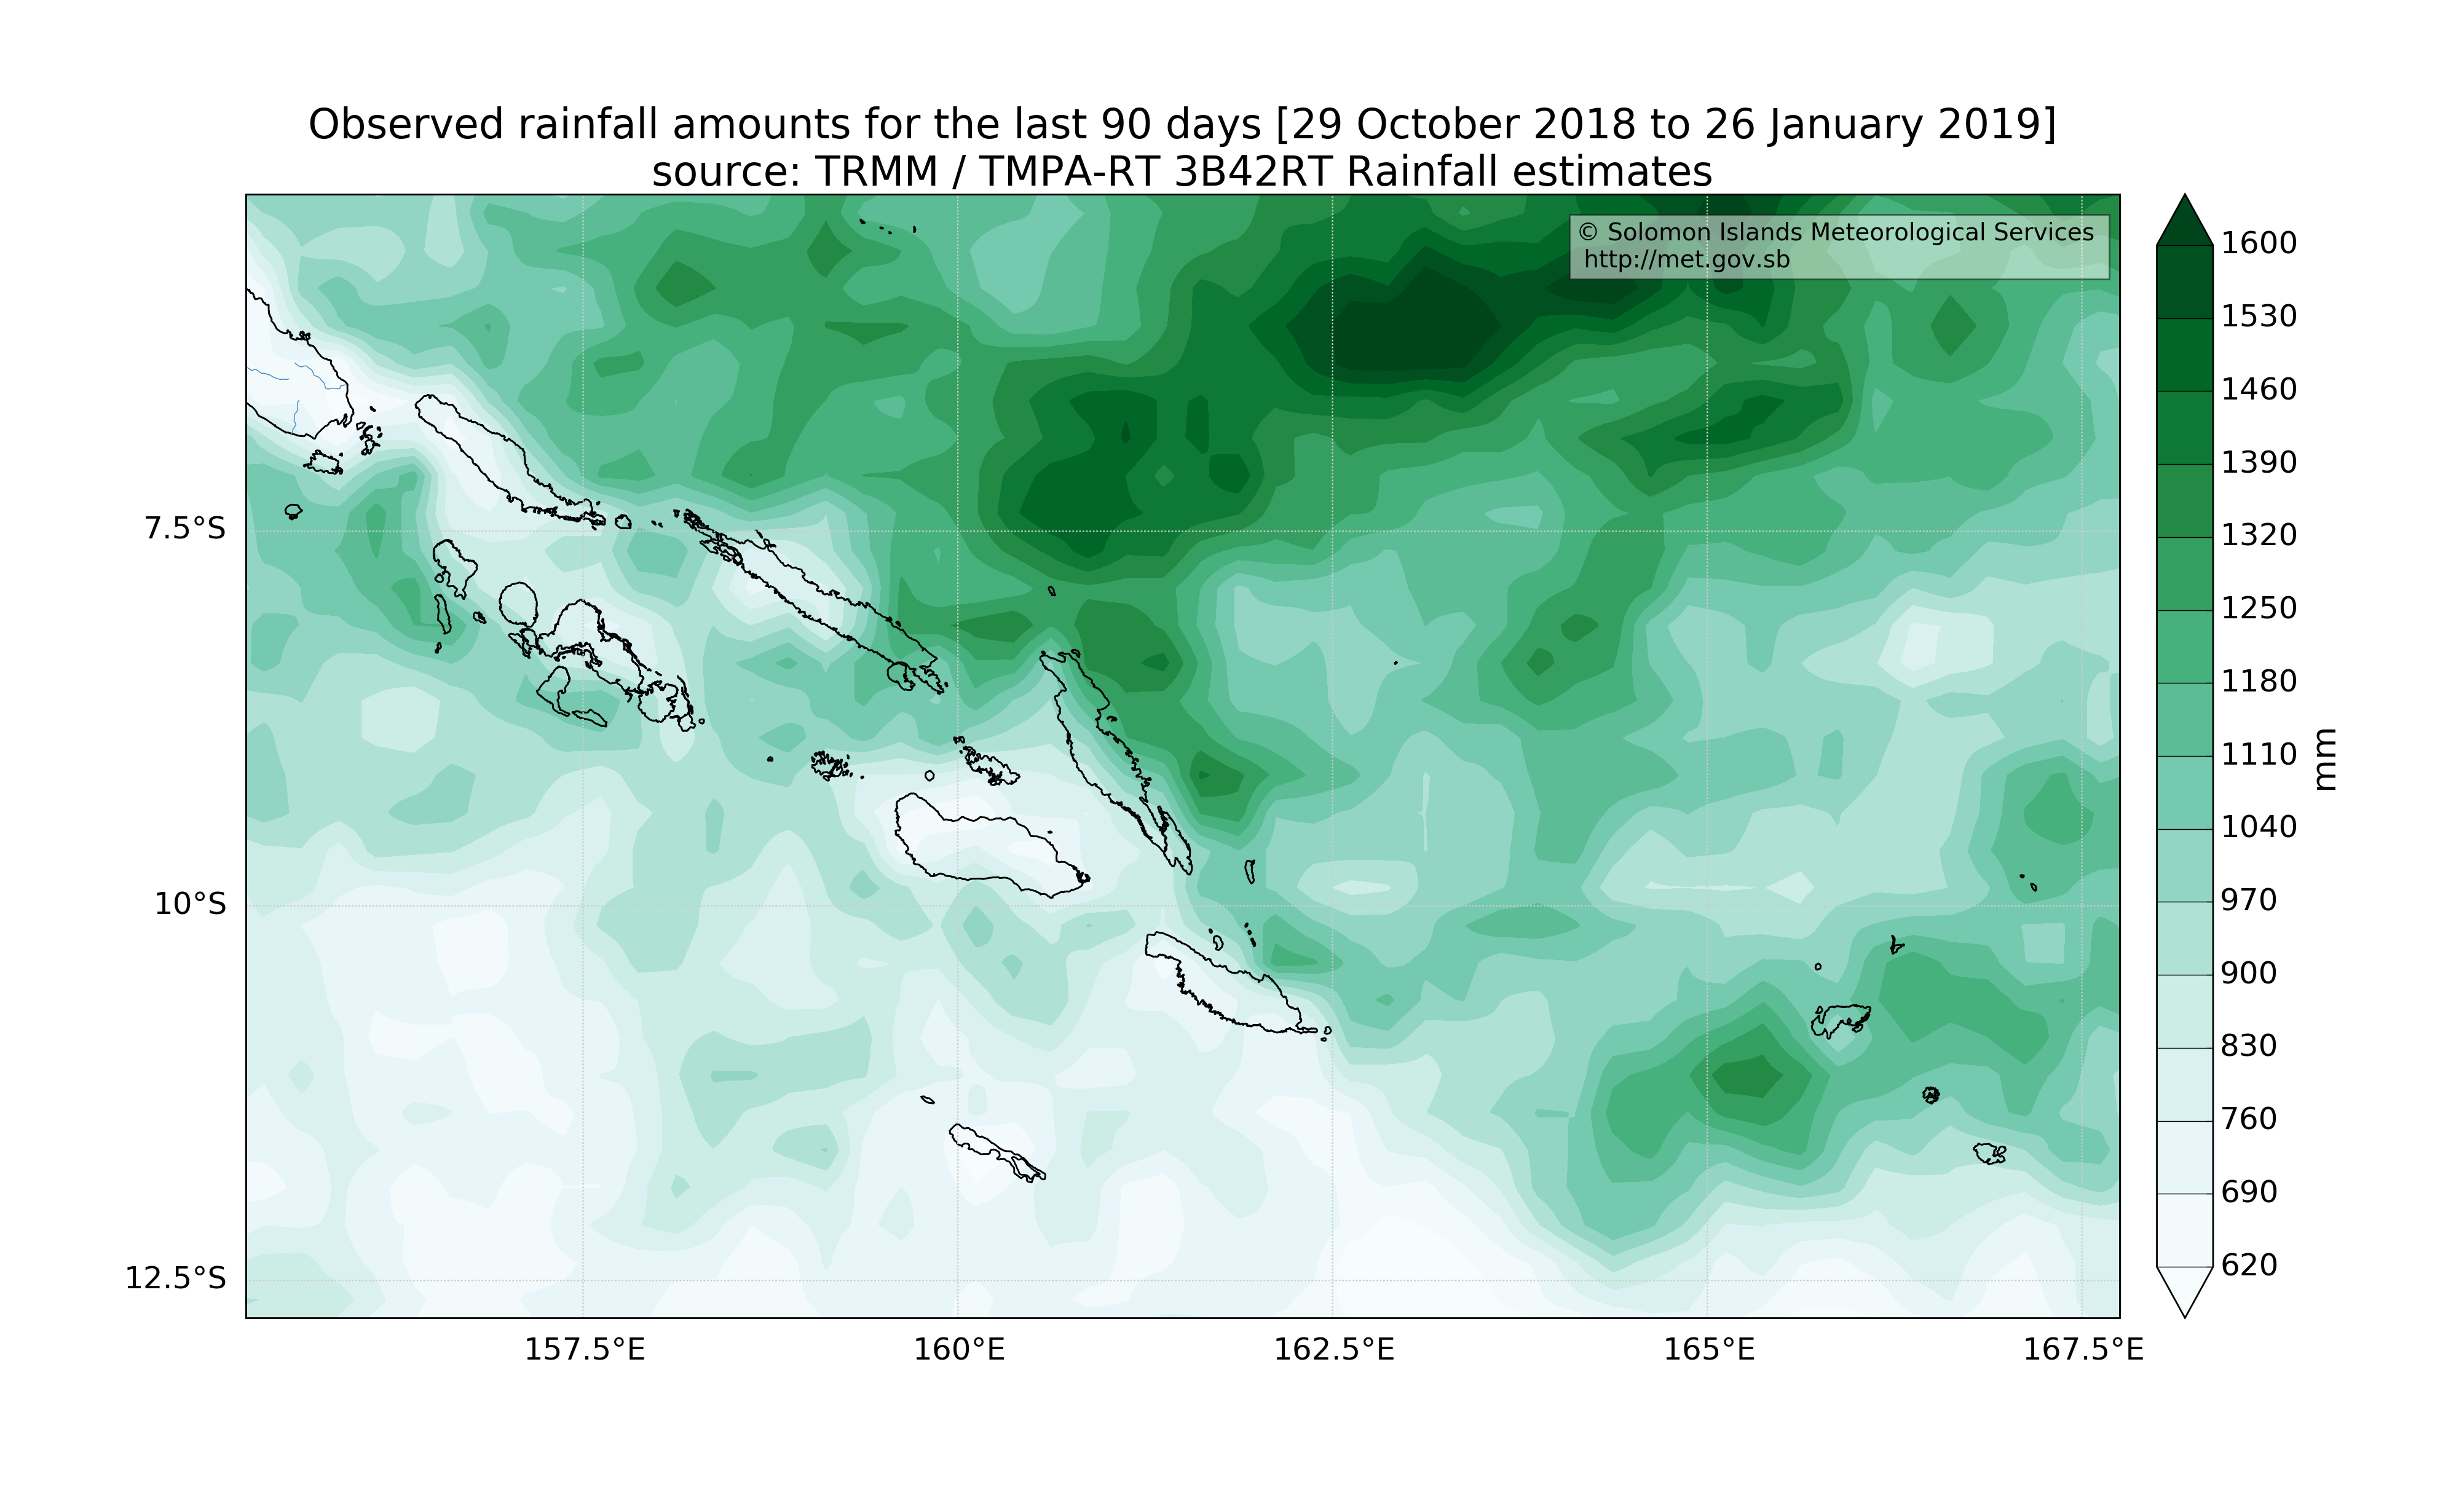 Observed rainfall amounts for the last 90 days [29 October 2018 to 26 January 2019]
source: TRMM / TMPA-RT 3B42RT Rainfall estimates
© Solomon Islands Meteorological Services
http://met.gov.sb
7.5°S
10°S
12.5°S
157.5°E
160°E
162.5°E
165°E
167.5°E
1600
1530
1460
1390
1320
1250
1180
1110
1040
970
900
830
760
690
620
mm